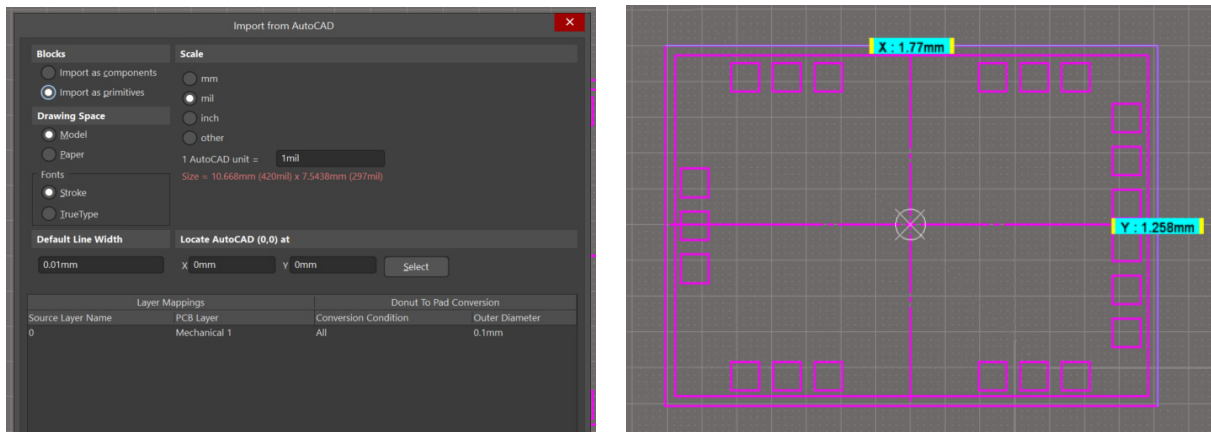 Import from AutoCAD
Blocks
Import as components
Import as primitives
Drawing Space
Model
Paper
Fonts
Stroke
TrueType
Scale
mm
mil
inch
other
1 AutoCAD unit = 1mil
Size = 10.668mm (420mil) x 7.5438mm (297mil)
Default Line Width
0.01mm
Locate AutoCAD (0,0) at
X 0mm Y 0mm Select
Layer Mappings Donut To Pad Conversion
Source Layer Name PCB Layer Conversion Condition Outer Diameter
0 Mechanical 1 All 0.1mm
X : 1.77mm
Y : 1.258mm